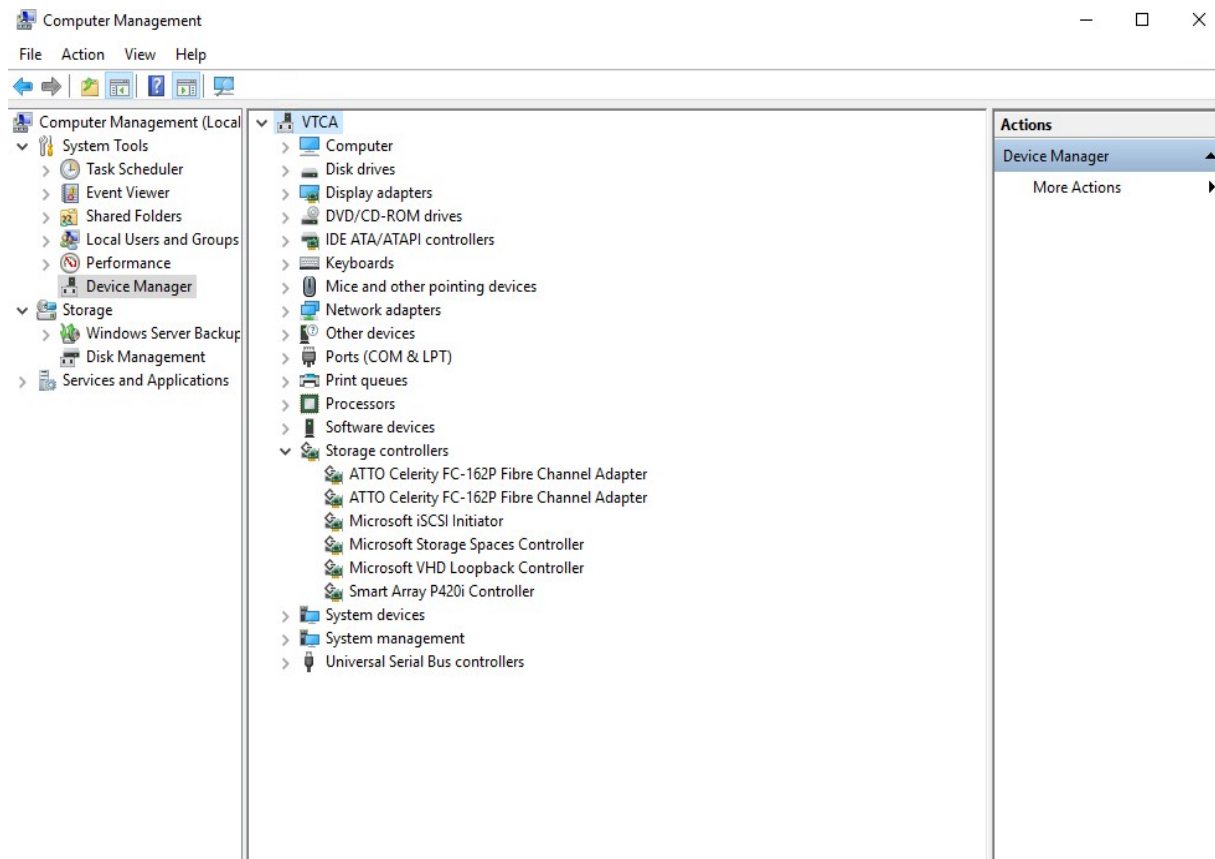 Computer Management
File Action View Help
Computer Management (Local
System Tools
Task Scheduler
Event Viewer
Shared Folders
Local Users and Groups
Performance
Device Manager
Storage
Windows Server Backup
Disk Management
Services and Applications
VTCA
Computer
Disk drives
Display adapters
DVD/CD-ROM drives
IDE ATA/ATAPI controllers
Keyboards
Mice and other pointing devices
Network adapters
Other devices
Ports (COM & LPT)
Print queues
Processors
Software devices
Storage controllers
ATTO Celerity FC-162P Fibre Channel Adapter
ATTO Celerity FC-162P Fibre Channel Adapter
Microsoft iSCSI Initiator
Microsoft Storage Spaces Controller
Microsoft VHD Loopback Controller
Smart Array P420i Controller
System devices
System management
Universal Serial Bus controllers
Actions
Device Manager
More Actions